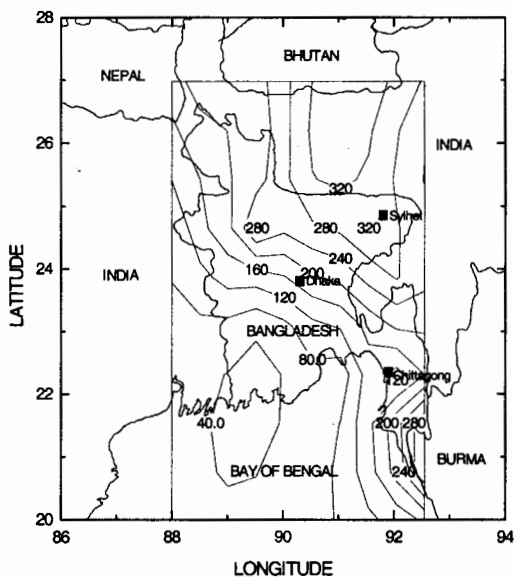 28
BHUTAN
NEPAL
26
INDIA
320
Sylhet
280
280
320
240
24
INDIA
160
200
Dhaka
120
BANGLADESH
80.0
22
Chittagong
120
40.0
200
280
BAY OF BENGAL
240
BURMA
20
86
88
90
92
94
LATITUDE
LONGITUDE